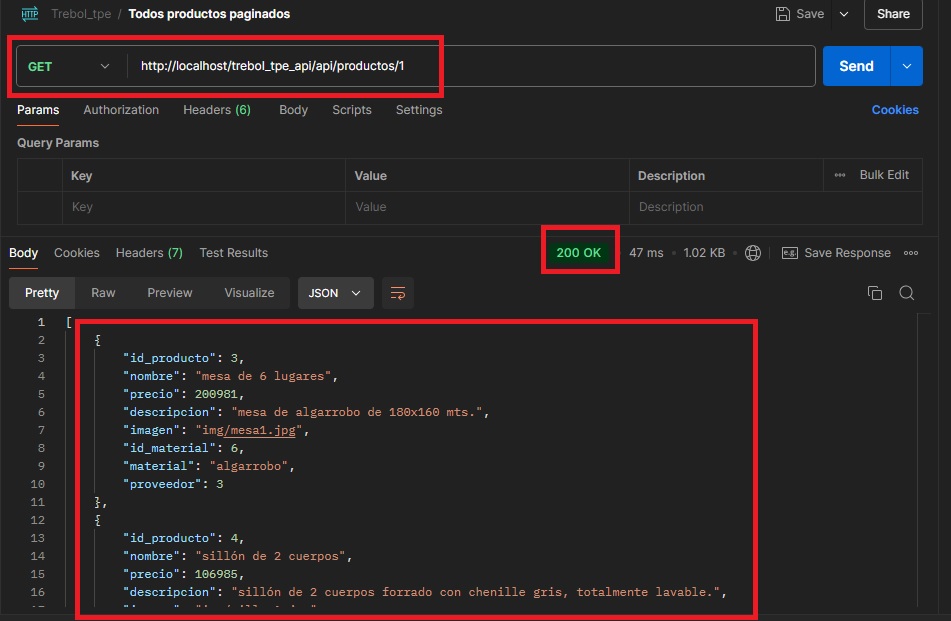 HTTP Trebol_tpe / Todos productos paginados Save Share
GET http://localhost/trebol_tpe_api/api/productos/1 Send
Params Authorization Headers (6) Body Scripts Settings Cookies
Query Params
Key Value Description Bulk Edit
Key Value Description
Body Cookies Headers (7) Test Results 200 OK 47 ms 1.02 KB e.g. Save Response
Pretty Raw Preview Visualize JSON
1 [
2 {
3 "id_producto": 3,
4 "nombre": "mesa de 6 lugares",
5 "precio": 200981,
6 "descripcion": "mesa de algarrobo de 180x160 mts.",
7 "imagen": "img/mesa1.jpg",
8 "id_material": 6,
9 "material": "algarrobo",
10 "proveedor": 3
11 },
12 {
13 "id_producto": 4,
14 "nombre": "sillón de 2 cuerpos",
15 "precio": 106985,
16 "descripcion": "sillón de 2 cuerpos forrado con chenille gris, totalmente lavable.",